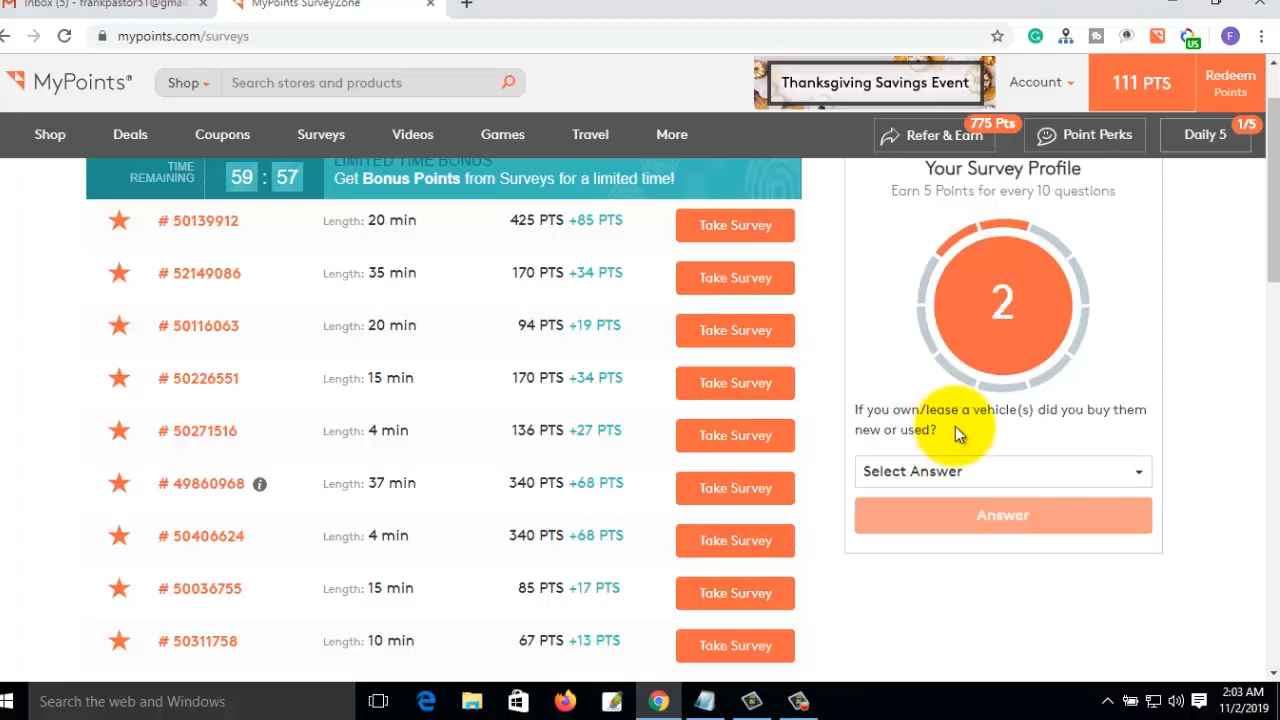 Inbox (5) - frankpastor51@gmail
MyPoints SurveyZone
mypoints.com/surveys
US
F
MyPoints®
Shop
Search stores and products
Thanksgiving Savings Event
Account
111 PTS
Redeem
Points
Shop
Deals
Coupons
Surveys
Videos
Games
Travel
More
Refer & Earn
775 Pts
Point Perks
Daily 5
1/5
TIME
REMAINING
59 : 57
LIMITED TIME BONUS
Get Bonus Points from Surveys for a limited time!
# 50139912 Length: 20 min 425 PTS +85 PTS Take Survey
# 52149086 Length: 35 min 170 PTS +34 PTS Take Survey
# 50116063 Length: 20 min 94 PTS +19 PTS Take Survey
# 50226551 Length: 15 min 170 PTS +34 PTS Take Survey
# 50271516 Length: 4 min 136 PTS +27 PTS Take Survey
# 49860968 Length: 37 min 340 PTS +68 PTS Take Survey
# 50406624 Length: 4 min 340 PTS +68 PTS Take Survey
# 50036755 Length: 15 min 85 PTS +17 PTS Take Survey
# 50311758 Length: 10 min 67 PTS +13 PTS Take Survey
Your Survey Profile
Earn 5 Points for every 10 questions
2
If you own/lease a vehicle(s) did you buy them
new or used?
Select Answer
Answer
Search the web and Windows
2:03 AM
11/2/2019